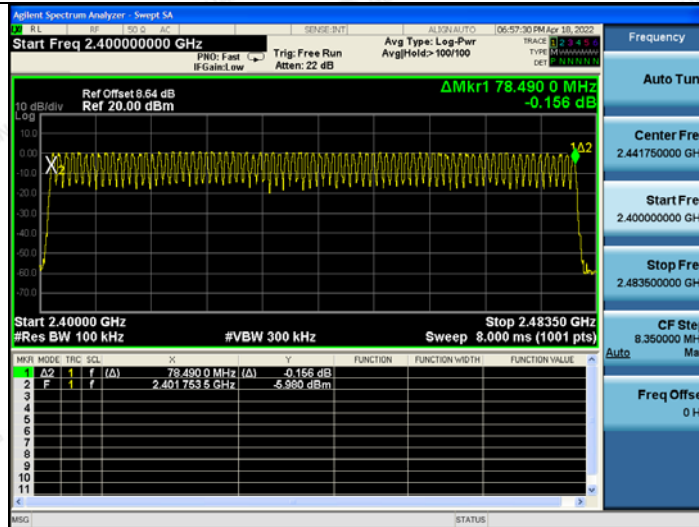 Agilent Spectrum Analyzer - Swept SA
RL RF 50 Ω AC SENSE:INT ALIGN AUTO 06:57:30 PM Apr 18, 2022
Start Freq 2.400000000 GHz
PNO: Fast
IFGain:Low
Trig: Free Run
Atten: 22 dB
Avg Type: Log-Pwr
Avg|Hold:> 100/100
TRACE 1 2 3 4 5 6
TYPE M
DET P N N N N N
Ref Offset 8.64 dB
Ref 20.00 dBm
10 dB/div
Log
ΔMkr1 78.490 0 MHz
-0.156 dB
10.0
0.00
-10.0
-20.0
-30.0
-40.0
-50.0
-60.0
-70.0
X2
1Δ2
Start 2.40000 GHz
#Res BW 100 kHz
#VBW 300 kHz
Stop 2.48350 GHz
Sweep 8.000 ms (1001 pts)
MKR MODE TRC SCL X Y FUNCTION FUNCTION WIDTH FUNCTION VALUE
1 Δ2 1 f (Δ) 78.490 0 MHz (Δ) -0.156 dB
2 F 1 f 2.401 753 5 GHz -5.980 dBm
3
4
5
6
7
8
9
10
11
MSG
STATUS
Frequency
Auto Tun
Center Fre
2.441750000 GH
Start Fre
2.400000000 GH
Stop Fre
2.483500000 GH
CF Ste
8.350000 MH
Auto Ma
Freq Offse
0 H